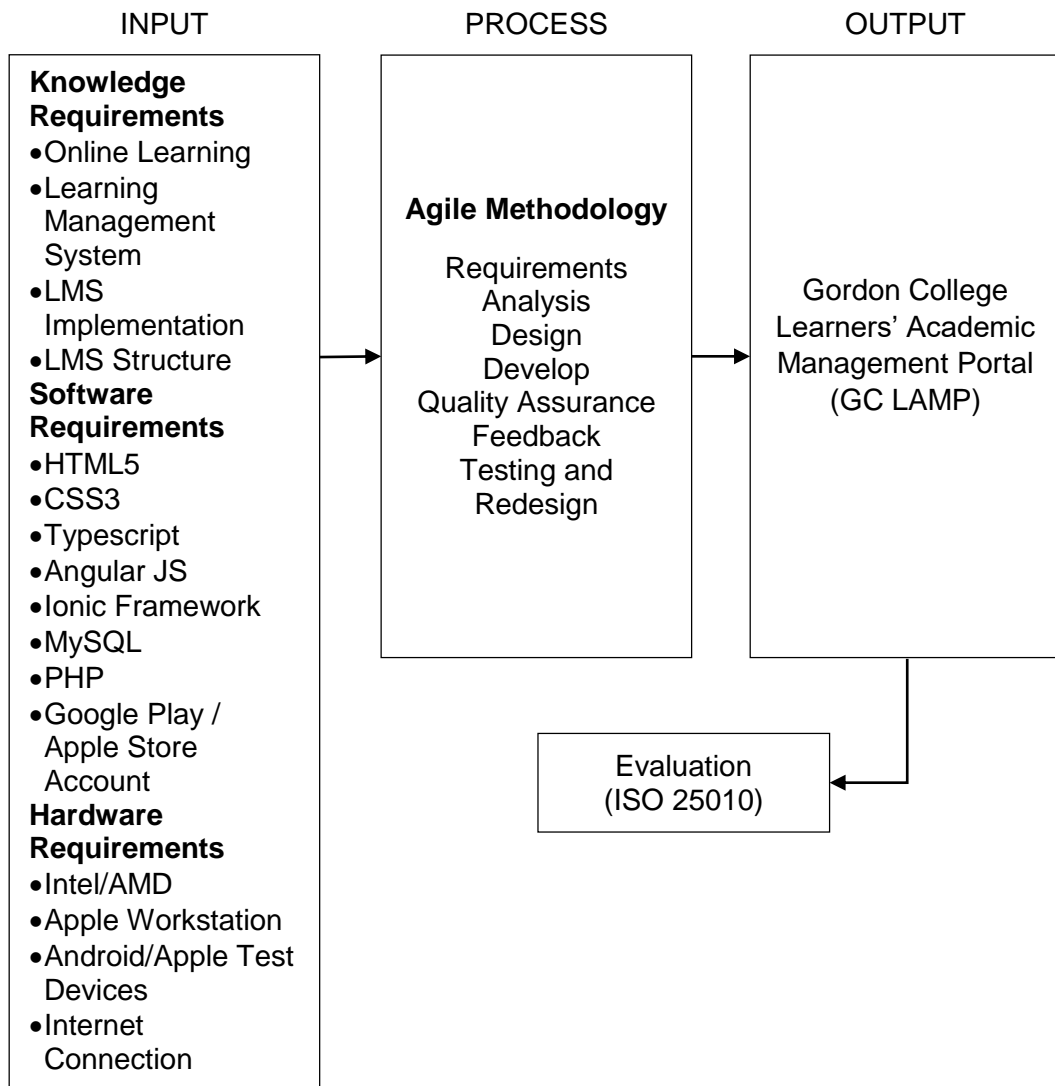 INPUT
PROCESS
OUTPUT
Knowledge
Requirements
•Online Learning
•Learning
Management
System
•LMS
Implementation
•LMS Structure
Software
Requirements
•HTML5
•CSS3
•Typescript
•Angular JS
•Ionic Framework
•MySQL
•PHP
•Google Play /
Apple Store
Account
Hardware
Requirements
•Intel/AMD
•Apple Workstation
•Android/Apple Test
Devices
•Internet
Connection
Agile Methodology
Requirements
Analysis
Design
Develop
Quality Assurance
Feedback
Testing and
Redesign
Gordon College
Learners’ Academic
Management Portal
(GC LAMP)
Evaluation
(ISO 25010)